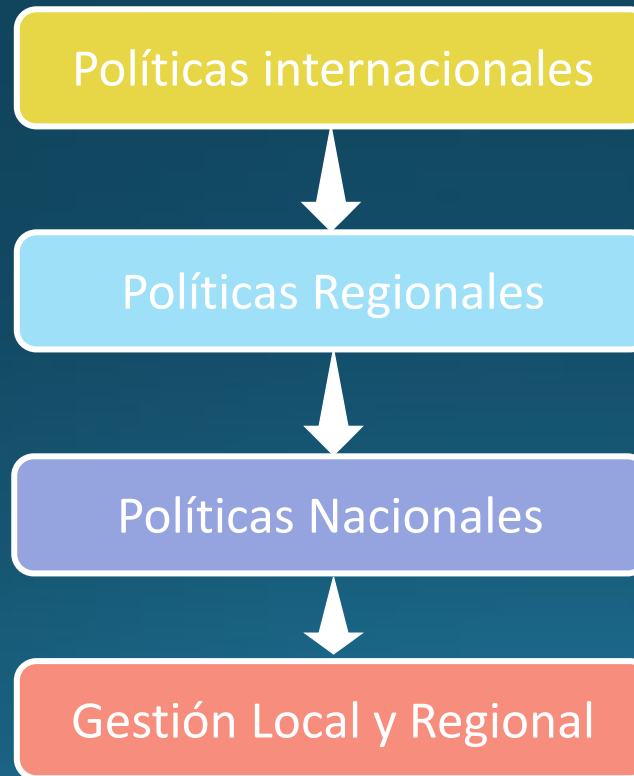 Políticas internacionales
Políticas Regionales
Políticas Nacionales
Gestión Local y Regional